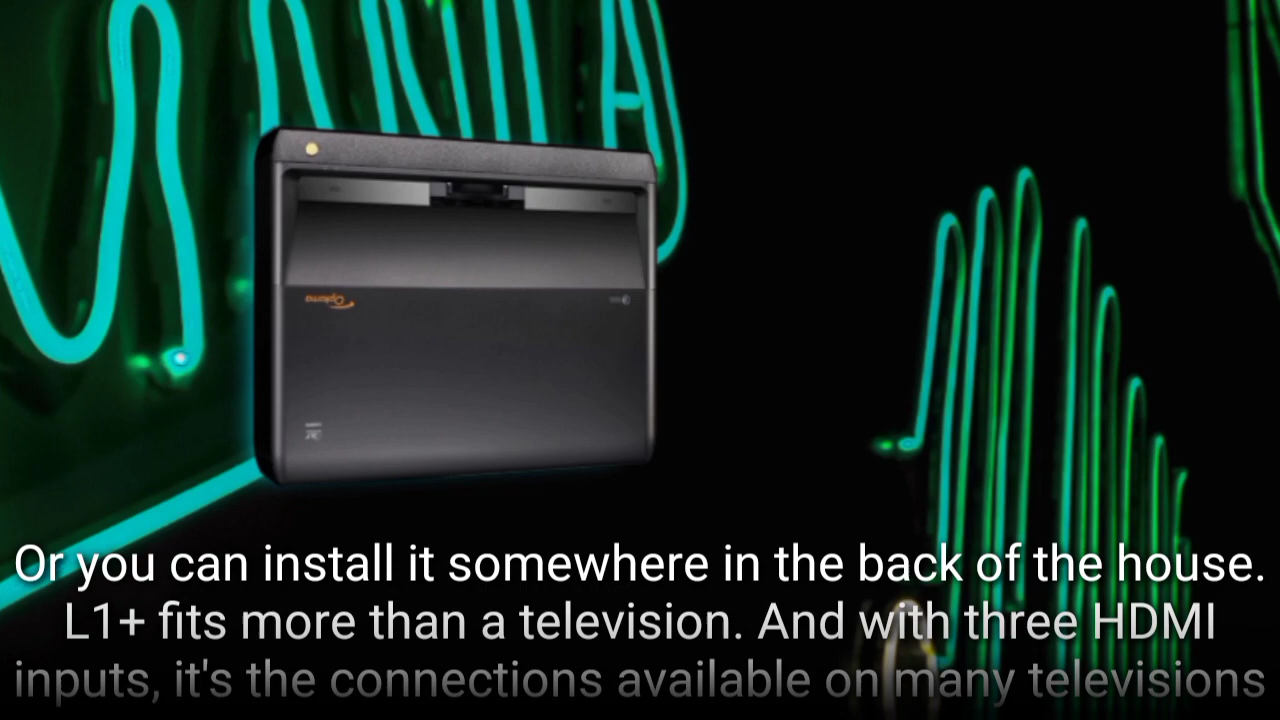 Optoma
Or you can install it somewhere in the back of the house.
L1+ fits more than a television. And with three HDMI
inputs, it's the connections available on many televisions